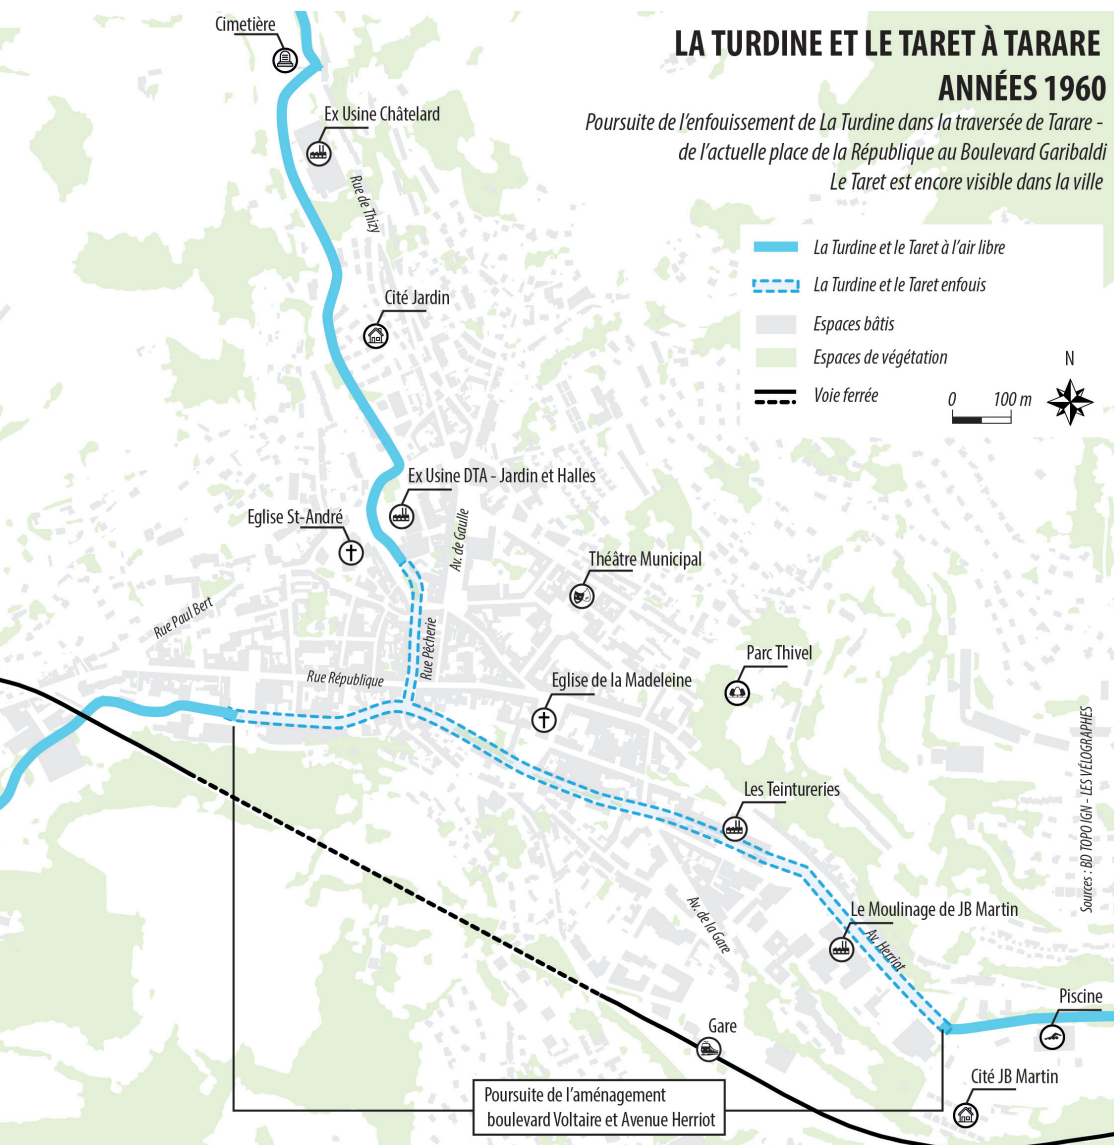 LA TURDINE ET LE TARET À TARARE
ANNÉES 1960
Poursuite de l'enfouissement de La Turdine dans la traversée de Tarare -
de l'actuelle place de la République au Boulevard Garibaldi
Le Taret est encore visible dans la ville
La Turdine et le Taret à l'air libre
La Turdine et le Taret enfouis
Espaces bâtis
Espaces de végétation
Voie ferrée
0 100 m
N
Cimetière
Ex Usine Châtelard
Rue de Thizy
Cité Jardin
Ex Usine DTA - Jardin et Halles
Eglise St-André
Av. de Gaulle
Théâtre Municipal
Rue Paul Bert
Rue Pêcherie
Parc Thivel
Rue République
Eglise de la Madeleine
Les Teintureries
Sources : BD TOPO IGN - LES VÉLOGRAPHES
Av. de la Gare
Le Moulinage de JB Martin
Av. Herriot
Piscine
Gare
Cité JB Martin
Poursuite de l'aménagement
boulevard Voltaire et Avenue Herriot